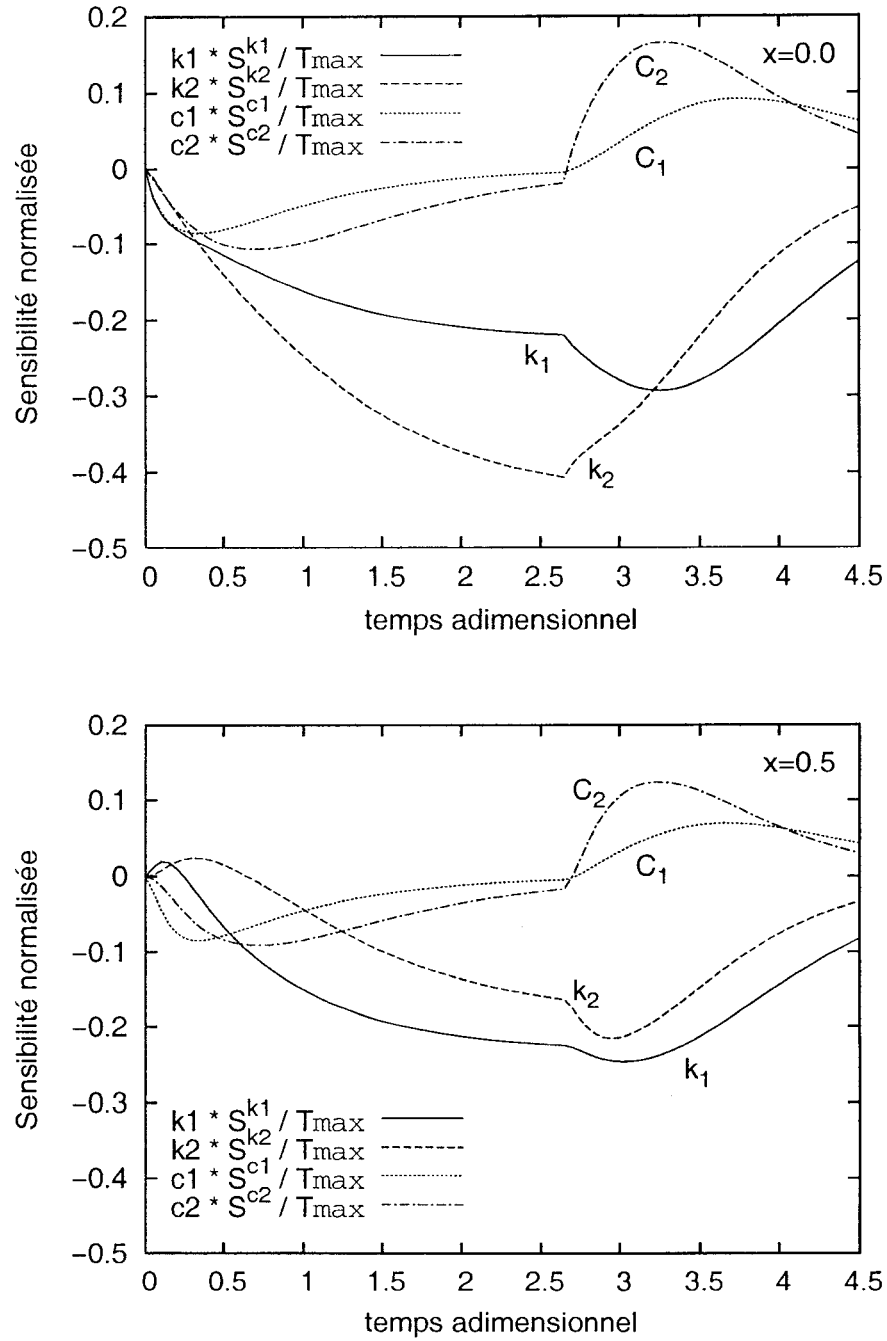 0.2
0.1
0
−0.1
−0.2
−0.3
−0.4
−0.5
Sensibilité normalisée
k1 * S^k1 / Tmax
k2 * S^k2 / Tmax
c1 * S^c1 / Tmax
c2 * S^c2 / Tmax
x=0.0
C₂
C₁
k₁
k₂
0 0.5 1 1.5 2 2.5 3 3.5 4 4.5
temps adimensionnel
0.2
0.1
0
−0.1
−0.2
−0.3
−0.4
−0.5
Sensibilité normalisée
x=0.5
C₂
C₁
k₂
k₁
k1 * S^k1 / Tmax
k2 * S^k2 / Tmax
c1 * S^c1 / Tmax
c2 * S^c2 / Tmax
0 0.5 1 1.5 2 2.5 3 3.5 4 4.5
temps adimensionnel